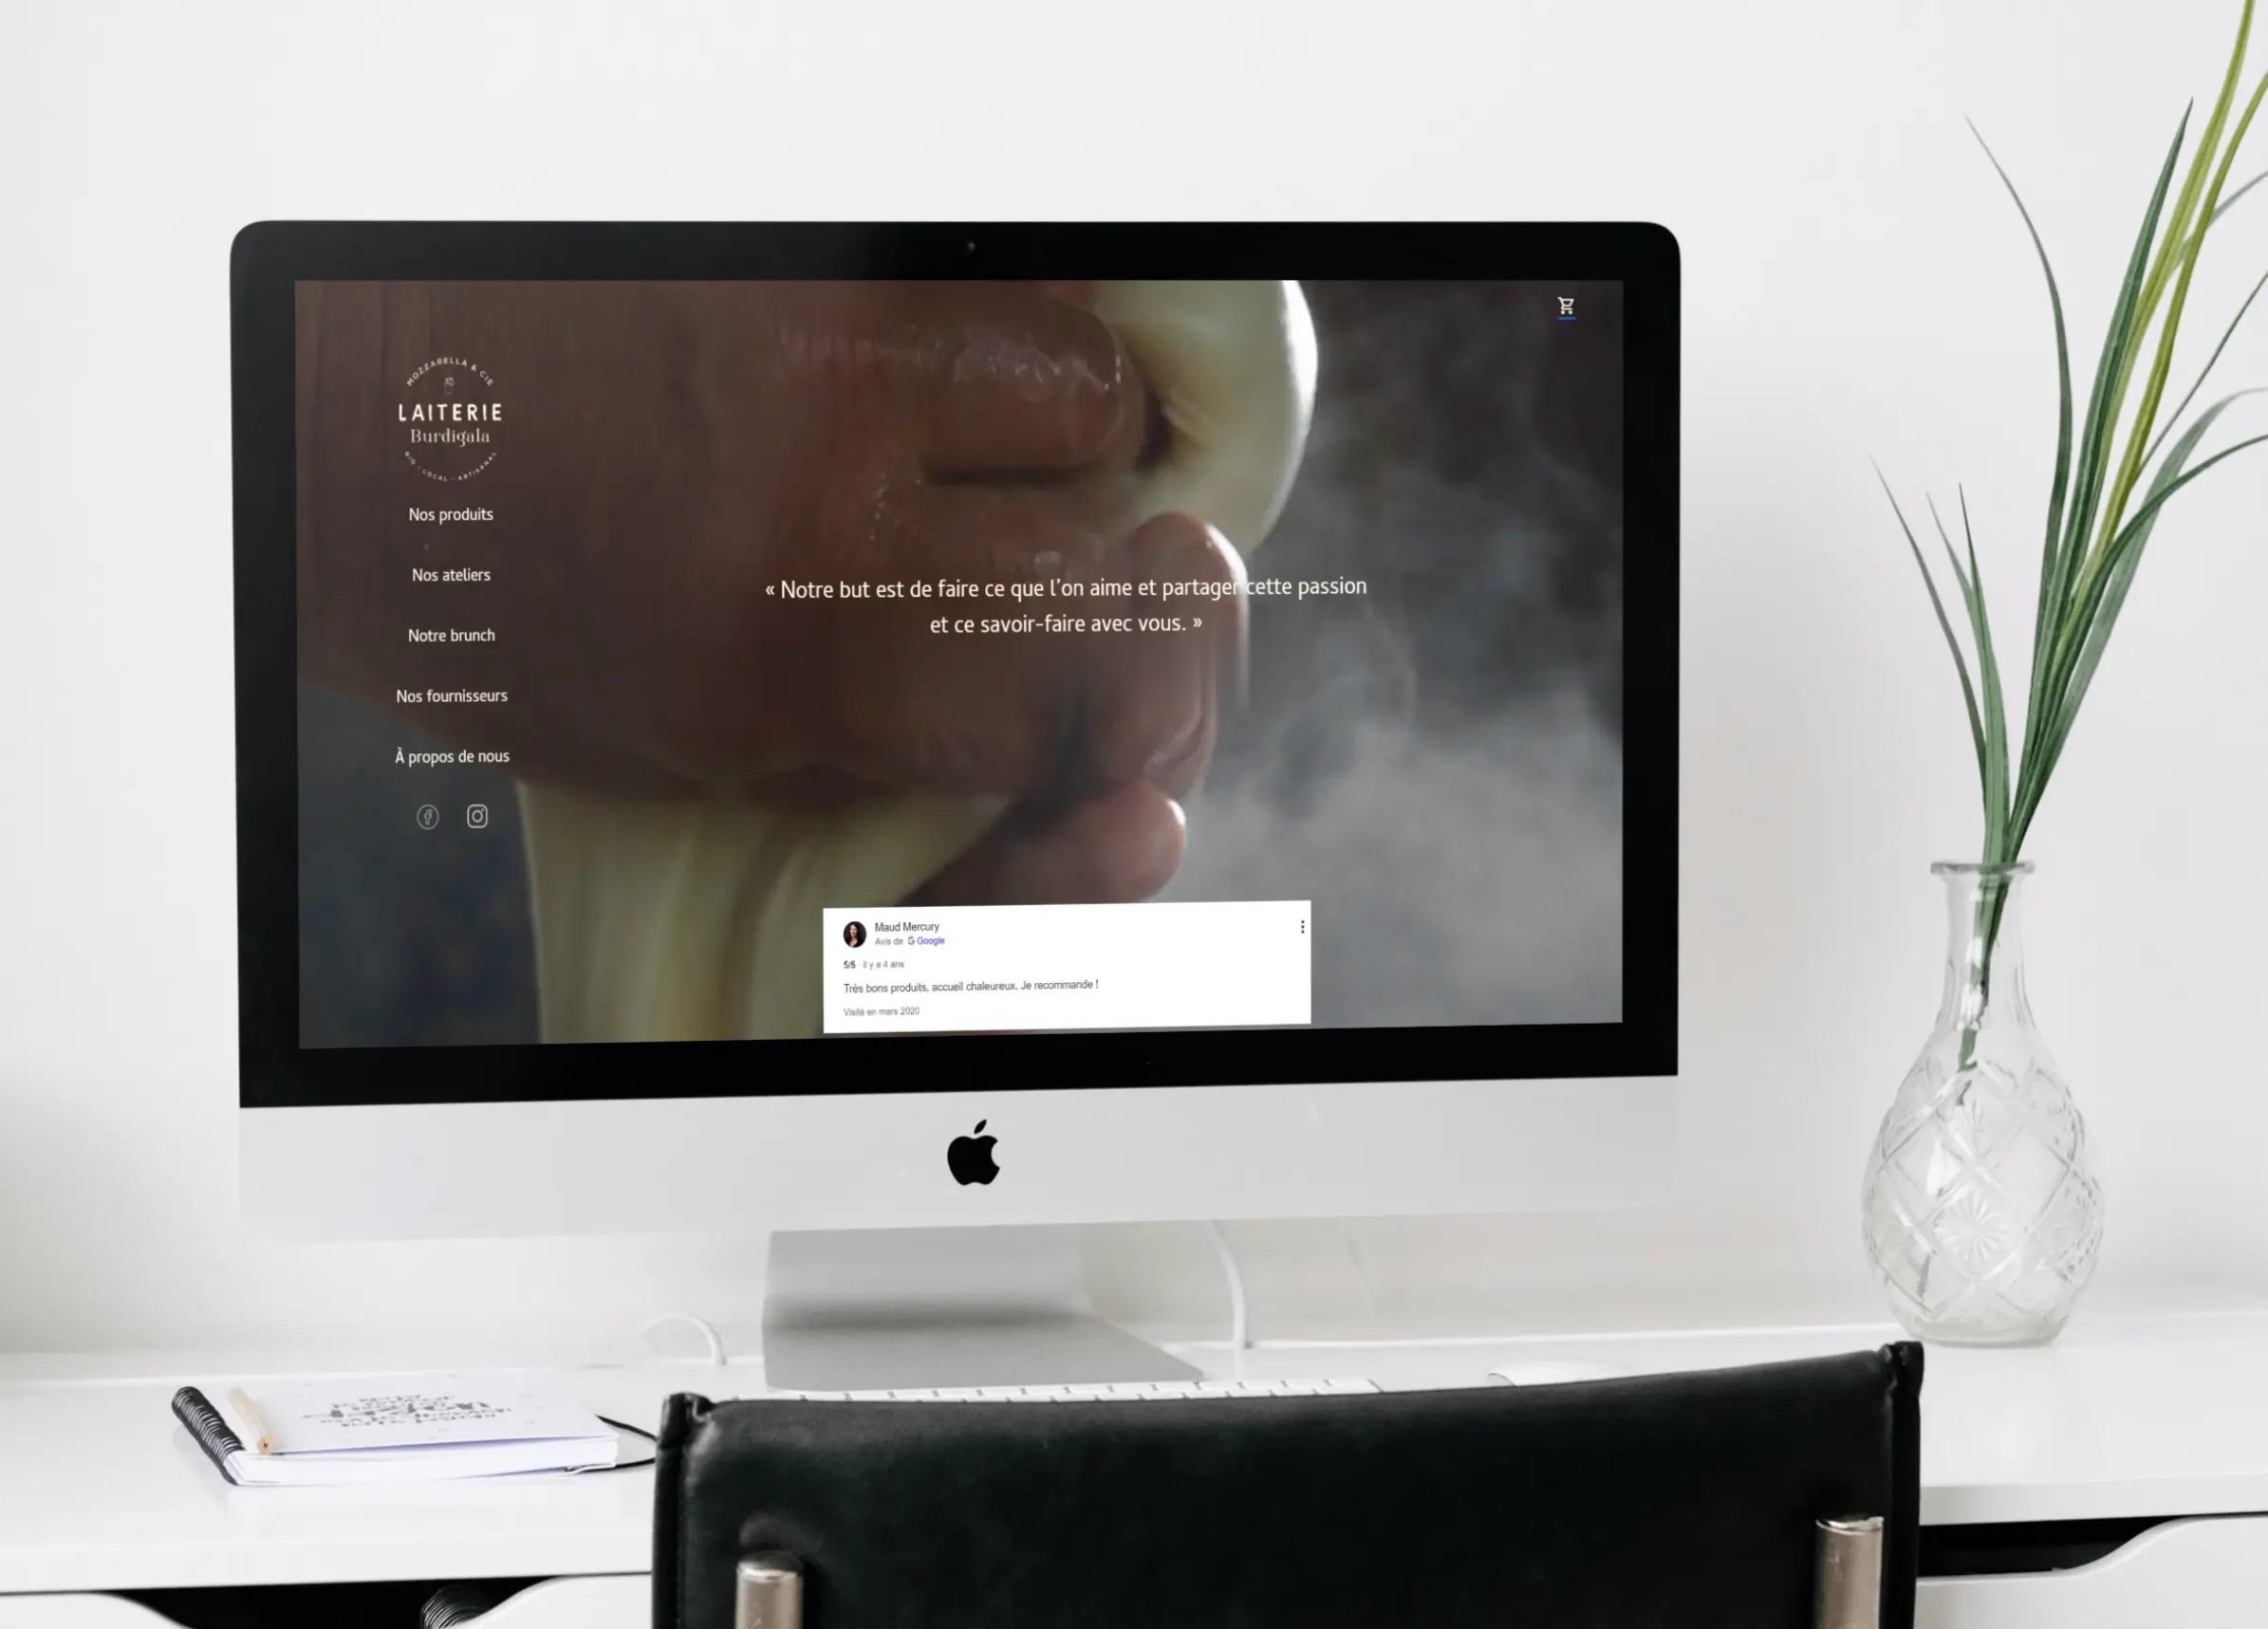 MOZZARELLA & CIE
LAITERIE
Burdigala
BIO - LOCAL - ARTISANAL
Nos produits
Nos ateliers
Notre brunch
Nos fournisseurs
À propos de nous
« Notre but est de faire ce que l'on aime et partager cette passion
et ce savoir-faire avec vous. »
Maud Mercury
Avis de Google
5/5 il y a 4 ans
Très bons produits, accueil chaleureux. Je recommande !
Visité en mars 2020